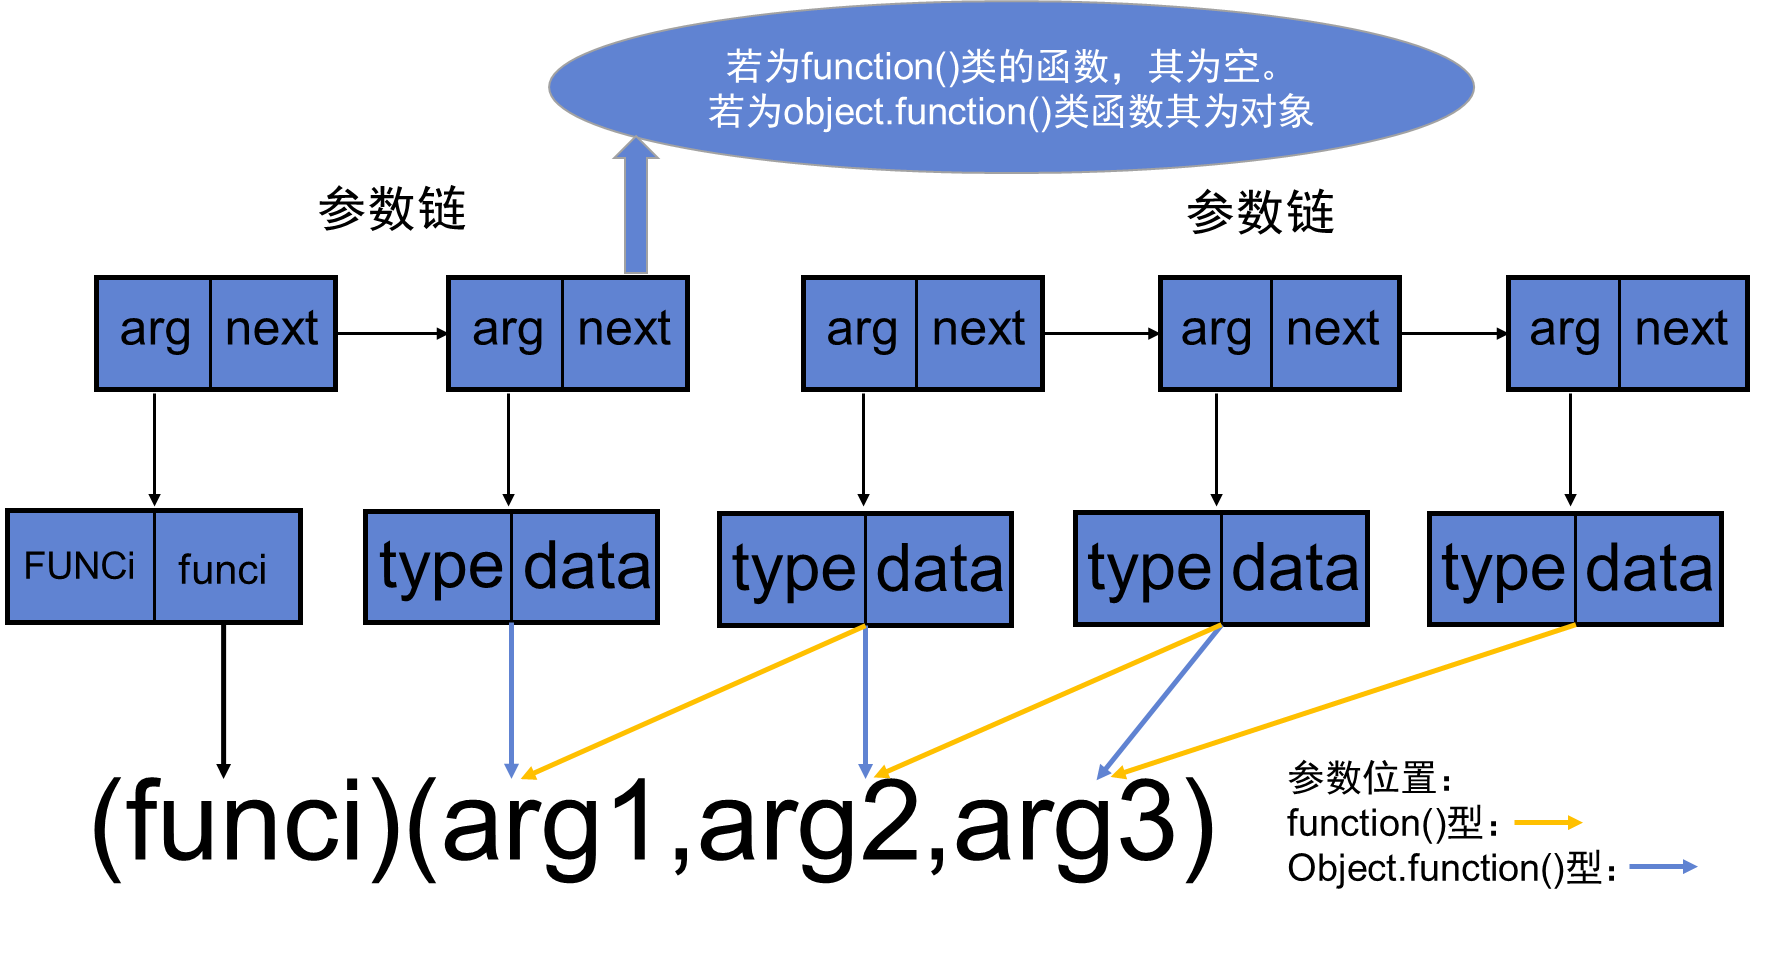 若为function()类的函数，其为空。
若为object.function()类函数其为对象
参数链
参数链
arg next
arg next
arg next
arg next
arg next
FUNCi funci
type data
type data
type data
type data
(funci)(arg1,arg2,arg3)
参数位置：
function()型：
Object.function()型：